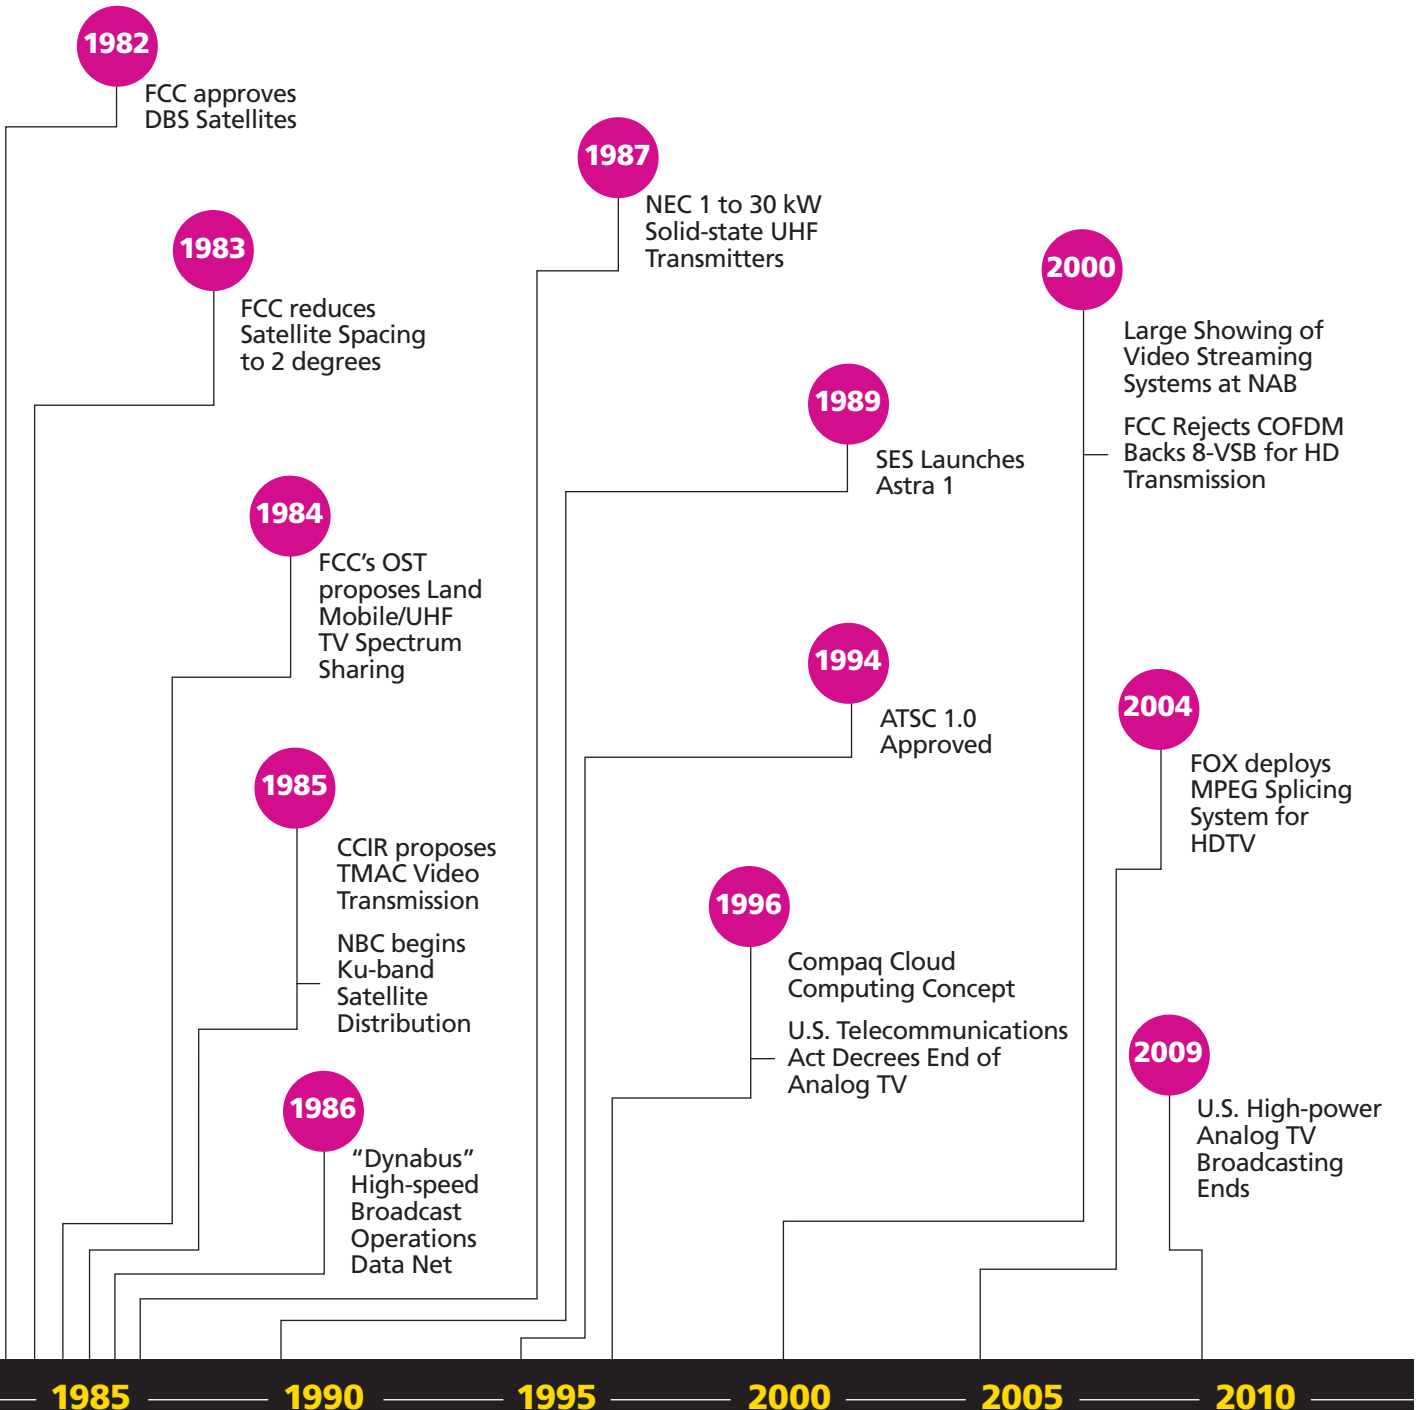 1982
FCC approves
DBS Satellites
1983
FCC reduces
Satellite Spacing
to 2 degrees
1984
FCC’s OST
proposes Land
Mobile/UHF
TV Spectrum
Sharing
1985
CCIR proposes
TMAC Video
Transmission
NBC begins
Ku-band
Satellite
Distribution
1986
“Dynabus”
High-speed
Broadcast
Operations
Data Net
1987
NEC 1 to 30 kW
Solid-state UHF
Transmitters
1989
SES Launches
Astra 1
1994
ATSC 1.0
Approved
1996
Compaq Cloud
Computing Concept
U.S. Telecommunications
Act Decrees End of
Analog TV
2000
Large Showing of
Video Streaming
Systems at NAB
FCC Rejects COFDM
Backs 8-VSB for HD
Transmission
2004
FOX deploys
MPEG Splicing
System for
HDTV
2009
U.S. High-power
Analog TV
Broadcasting
Ends
1985 1990 1995 2000 2005 2010